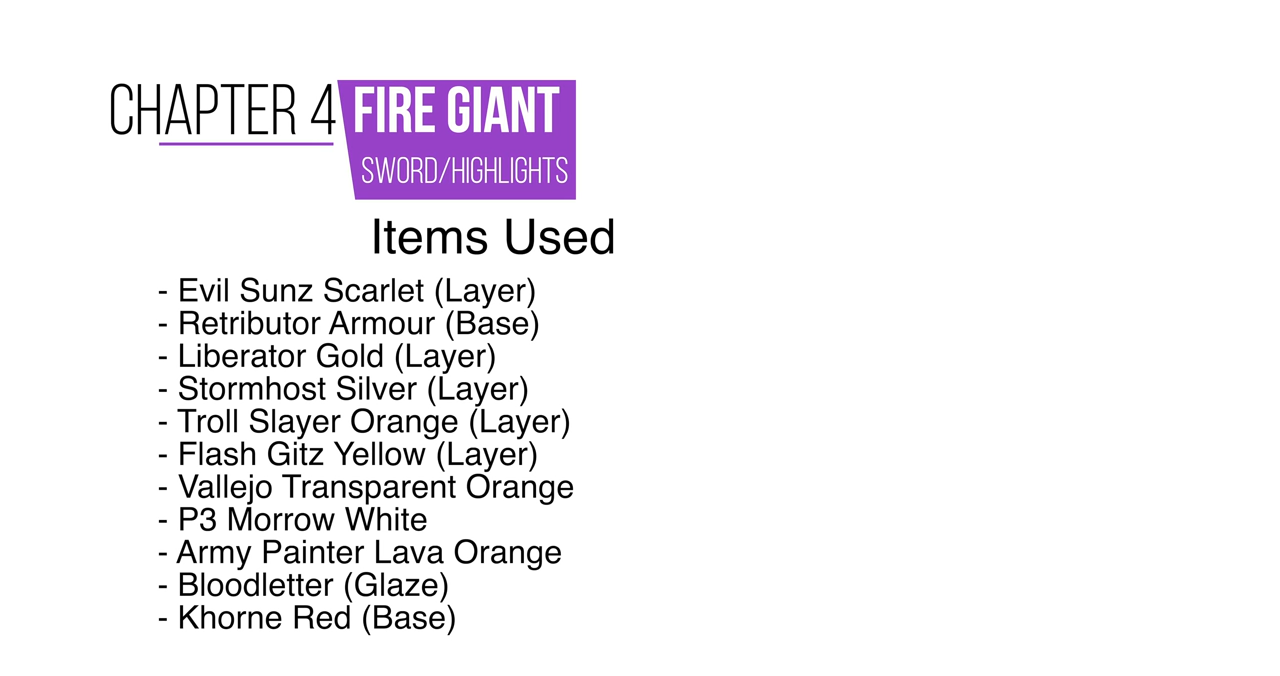 CHAPTER 4 FIRE GIANT
SWORD/HIGHLIGHTS
Items Used
- Evil Sunz Scarlet (Layer)
- Retributor Armour (Base)
- Liberator Gold (Layer)
- Stormhost Silver (Layer)
- Troll Slayer Orange (Layer)
- Flash Gitz Yellow (Layer)
- Vallejo Transparent Orange
- P3 Morrow White
- Army Painter Lava Orange
- Bloodletter (Glaze)
- Khorne Red (Base)